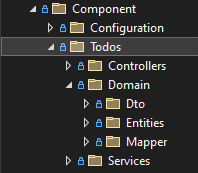 Component
Configuration
Todos
Controllers
Domain
Dto
Entities
Mapper
Services